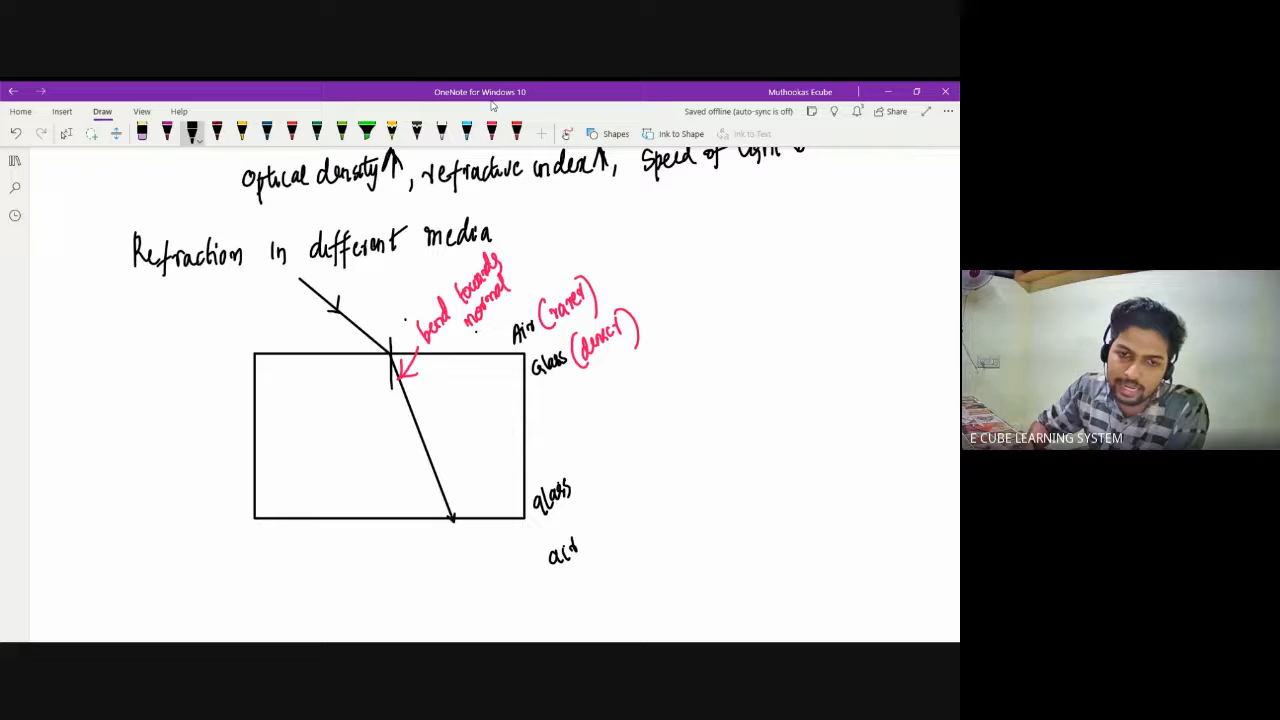 OneNote for Windows 10
Muthookas Ecube
Home Insert Draw View Help
Saved offline (auto-sync is off)
Share
Shapes
Ink to Shape
Ink to Text
Optical density ↑, refractive index ↑, Speed of light ↓
Refraction in different media
bend towards
normal
Air (rarer)
Glass (denser)
glass
air
E CUBE LEARNING SYSTEM